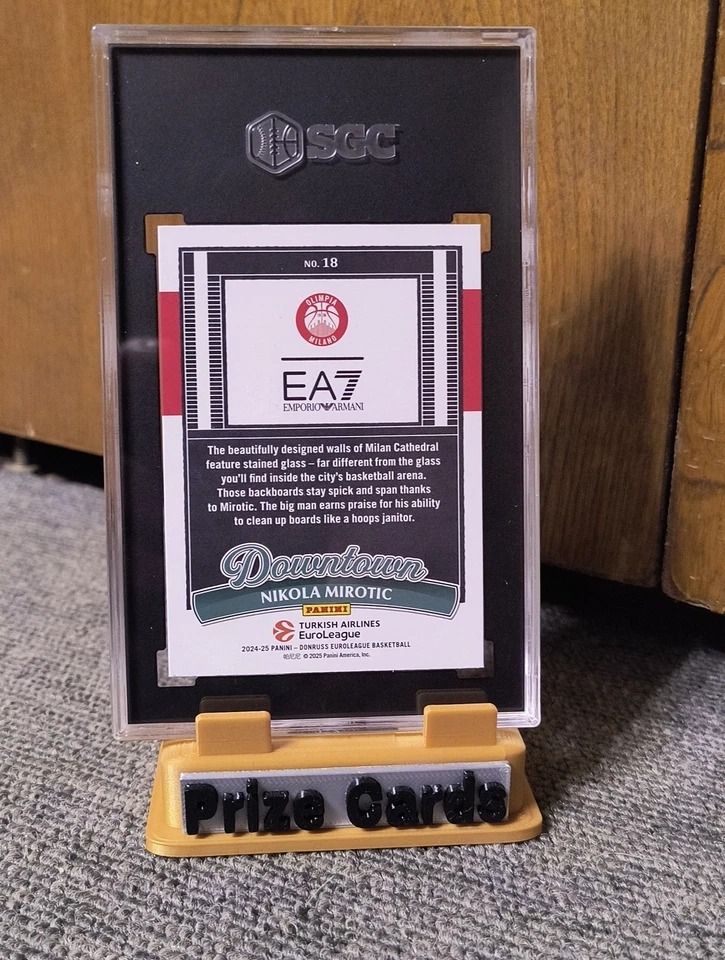 SGC
NO. 18
OLIMPIA
MILANO
EA7
EMPORIO ARMANI
The beautifully designed walls of Milan Cathedral
feature stained glass – far different from the glass
you'll find inside the city's basketball arena.
Those backboards stay spick and span thanks
to Mirotic. The big man earns praise for his ability
to clean up boards like a hoops janitor.
Downtown
NIKOLA MIROTIC
PANINI
TURKISH AIRLINES
EuroLeague
2024-25 PANINI – DONRUSS EUROLEAGUE BASKETBALL
帕尼尼 © 2025 Panini America, Inc.
Prize Cards